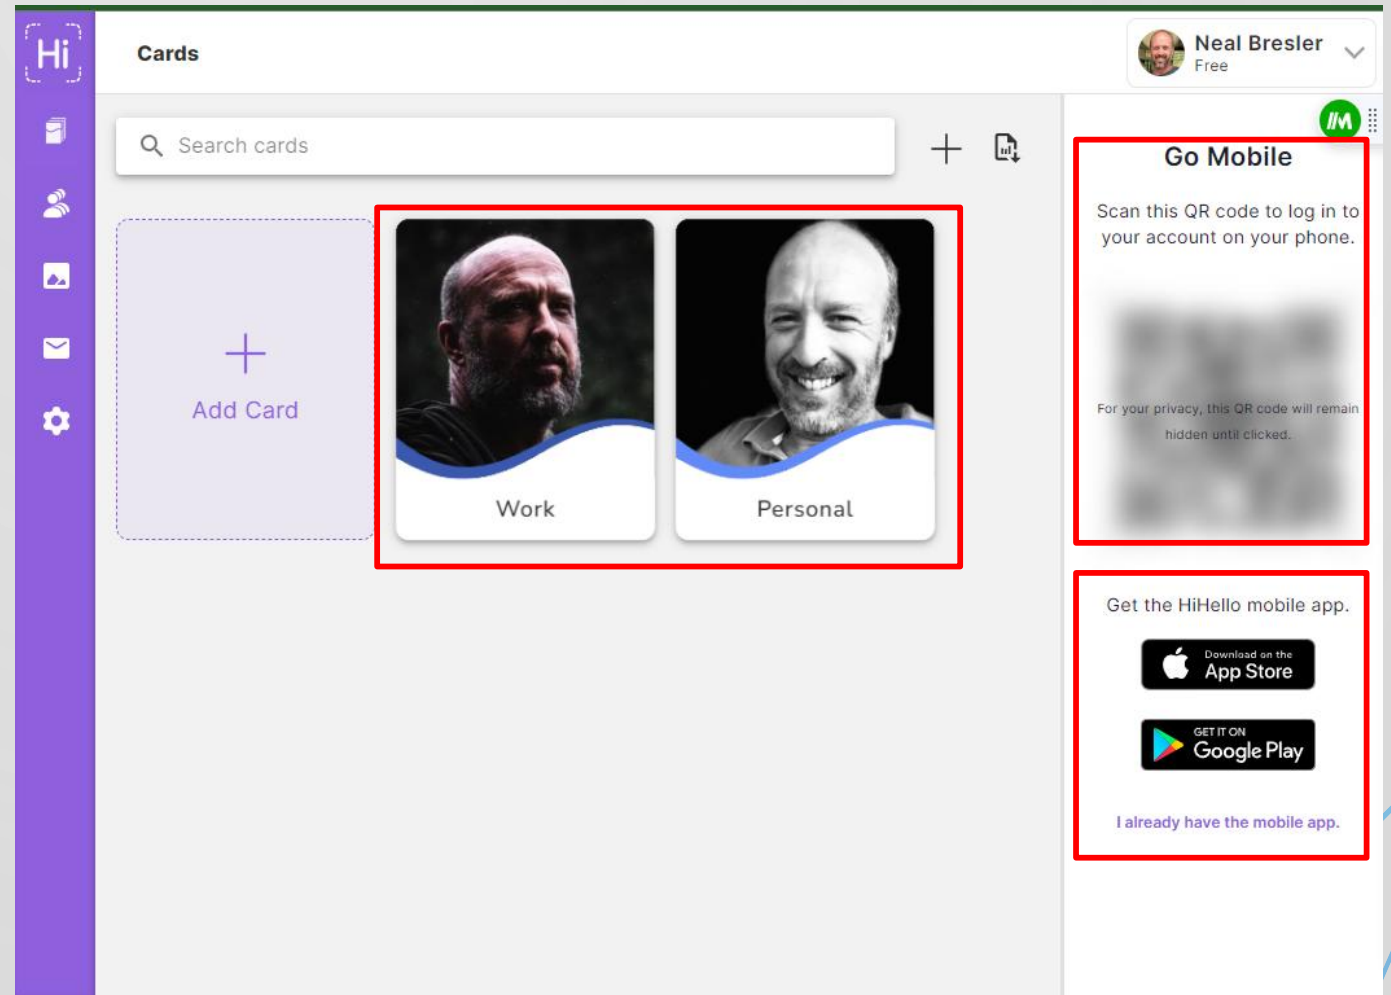 Hi
Cards
Neal Bresler
Free
Search cards
Add Card
Work
Personal
Go Mobile
Scan this QR code to log in to
your account on your phone.
For your privacy, this QR code will remain
hidden until clicked.
Get the HiHello mobile app.
Download on the
App Store
GET IT ON
Google Play
I already have the mobile app.